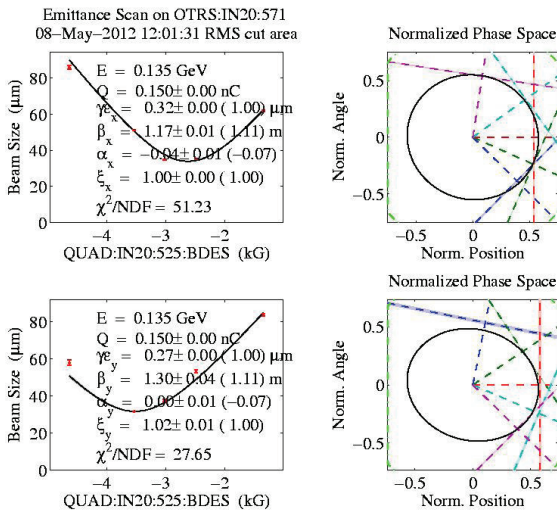 Emittance Scan on OTRS:IN20:571
08−May−2012 12:01:31 RMS cut area
Beam Size (µm)
80
60
40
20
0
E = 0.135 GeV
Q = 0.150± 0.00 nC
γε_x = 0.32± 0.00 ( 1.00) µm
β_x = 1.17± 0.01 ( 1.11) m
α_x = −0.04± 0.01 (−0.07)
ξ_x = 1.00± 0.00 ( 1.00)
χ²/NDF = 51.23
−4
−3
−2
QUAD:IN20:525:BDES (kG)
Normalized Phase Space
Norm. Angle
0.5
0
−0.5
−0.5
0
0.5
Norm. Position
Beam Size (µm)
80
60
40
20
0
E = 0.135 GeV
Q = 0.150± 0.00 nC
γε_y = 0.27± 0.00 ( 1.00) µm
β_y = 1.30± 0.04 ( 1.11) m
α_y = 0.00± 0.01 (−0.07)
ξ_y = 1.02± 0.01 ( 1.00)
χ²/NDF = 27.65
−4
−3
−2
QUAD:IN20:525:BDES (kG)
Normalized Phase Space
Norm. Angle
0.5
0
−0.5
−0.5
0
0.5
Norm. Position